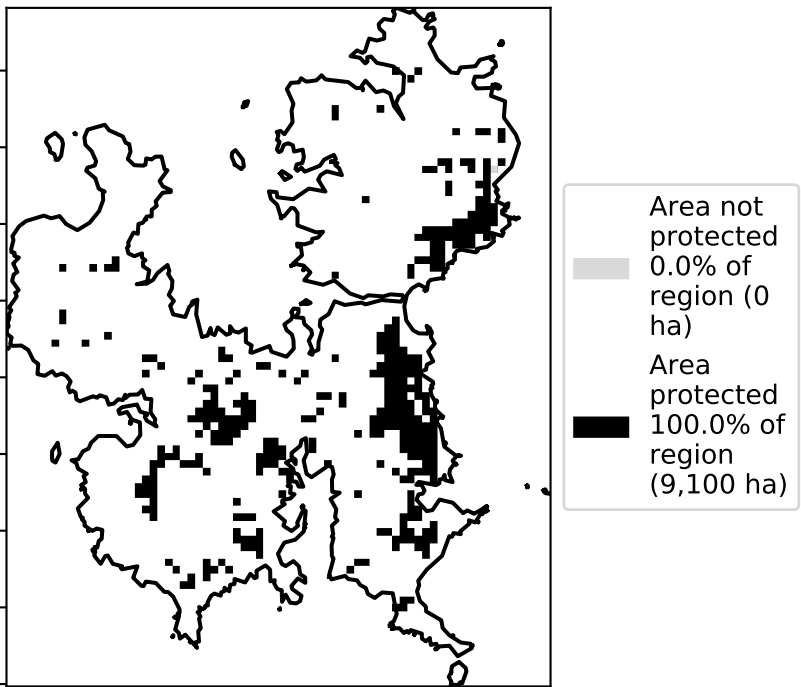 Area not
protected
0.0% of
region (0
ha)
Area
protected
100.0% of
region
(9,100 ha)